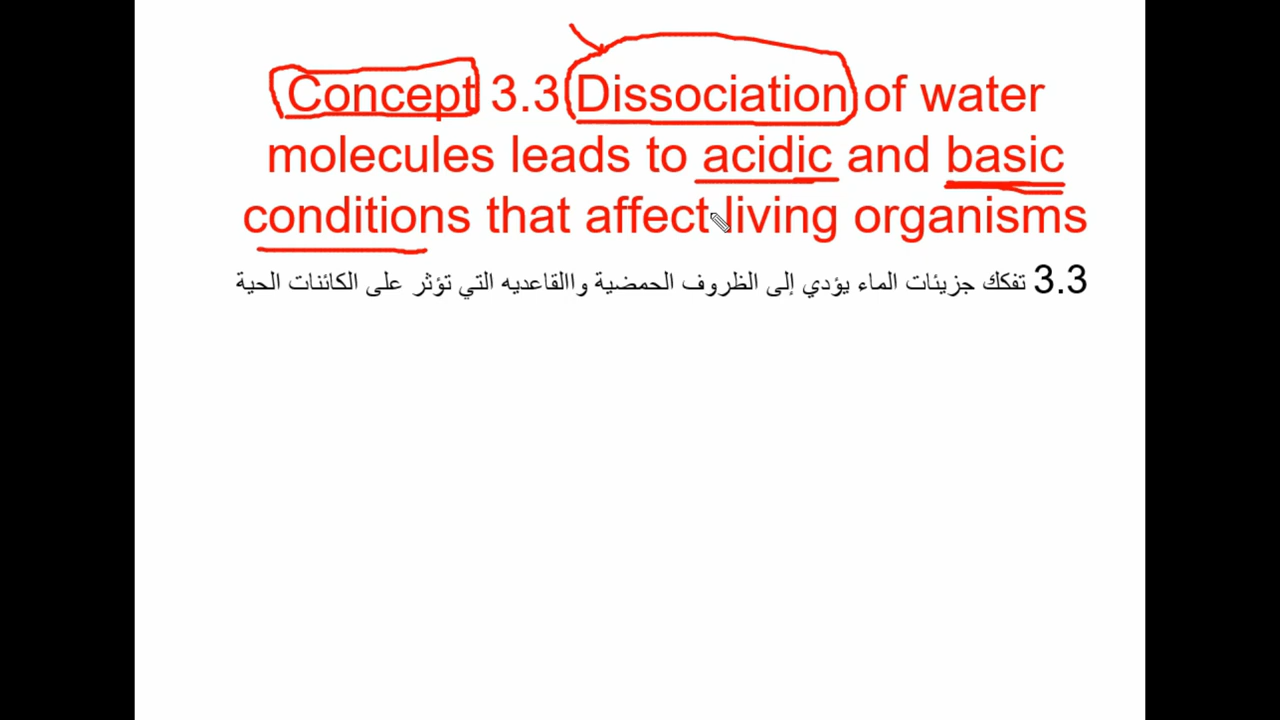 Concept 3.3 Dissociation of water
molecules leads to acidic and basic
conditions that affect living organisms
3.3 تفكك جزيئات الماء يؤدي إلى الظروف الحمضية واالقاعديه التي تؤثر على الكائنات الحية